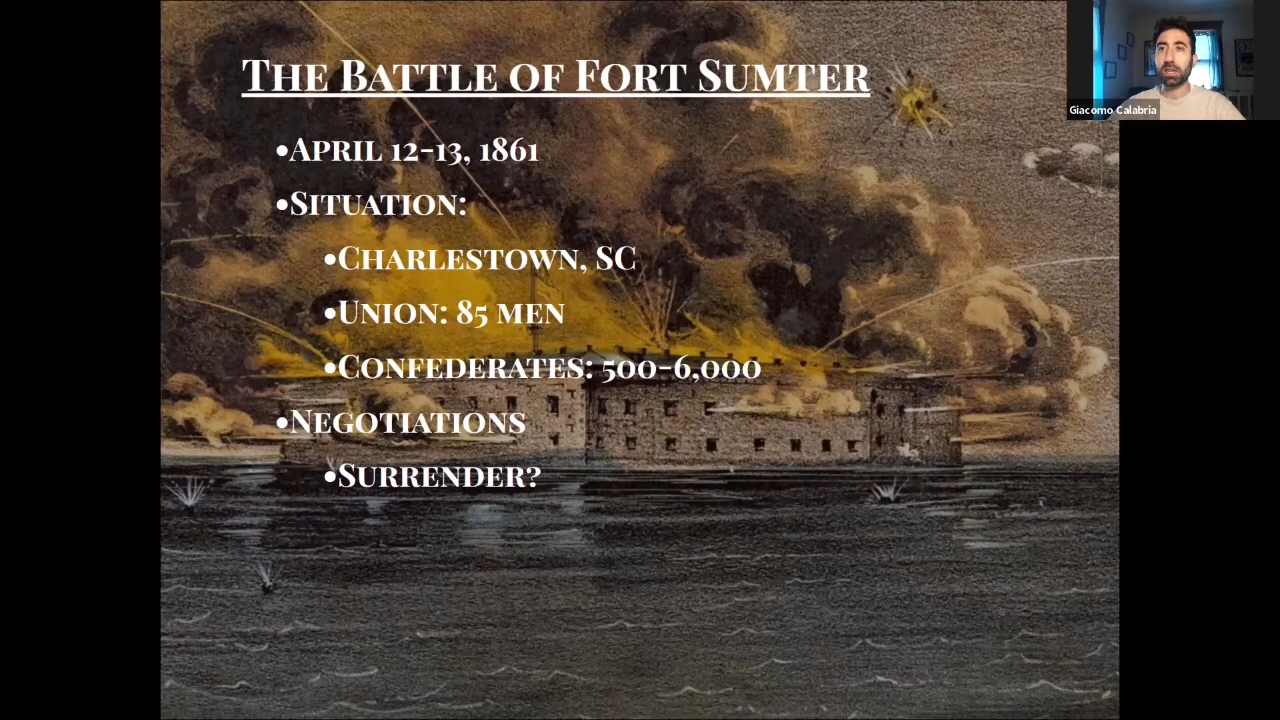 The Battle of Fort Sumter
•April 12-13, 1861
•Situation:
•Charlestown, SC
•Union: 85 men
•Confederates: 500-6,000
•Negotiations
•Surrender?
Giacomo Calabria